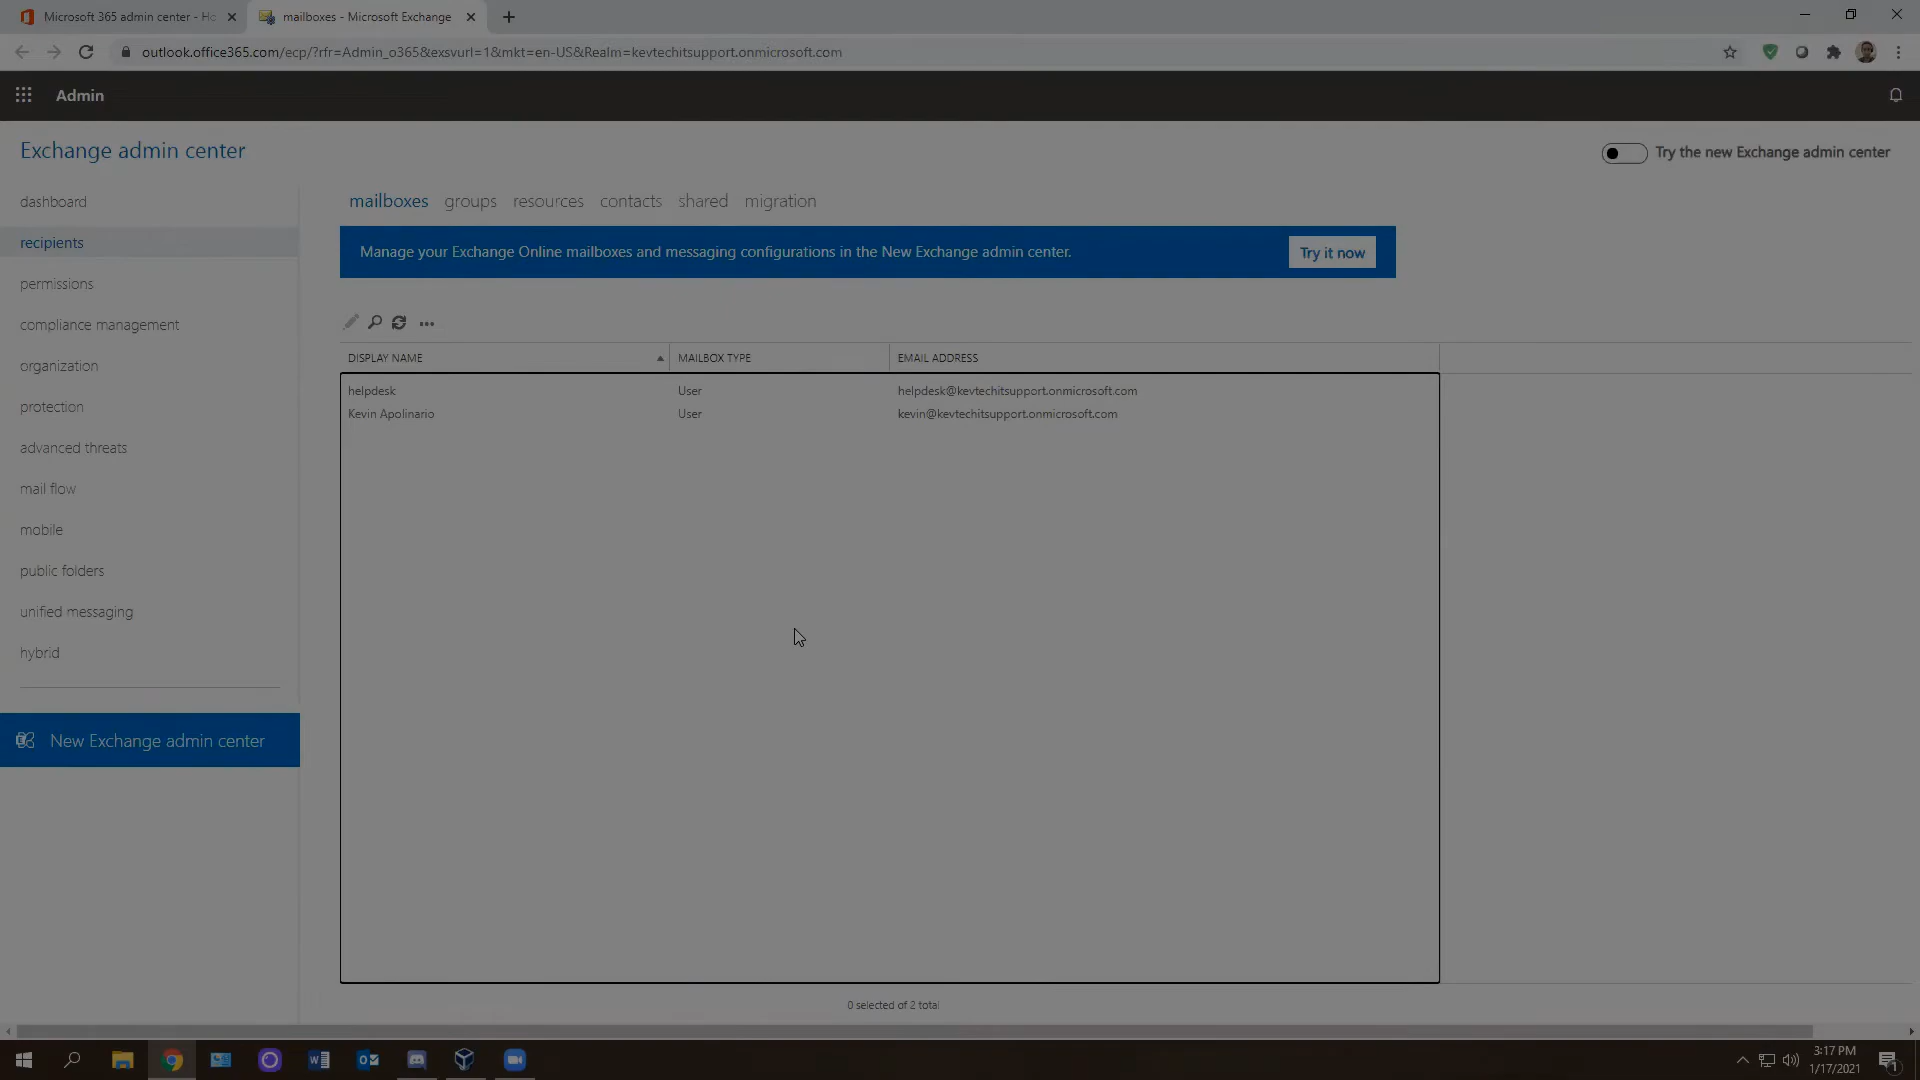 Microsoft 365 admin center - Ho
mailboxes - Microsoft Exchange
outlook.office365.com/ecp/?rfr=Admin_o365&exsvurl=1&mkt=en-US&Realm=kevtechitsupport.onmicrosoft.com
Admin
Exchange admin center
Try the new Exchange admin center
dashboard
recipients
permissions
compliance management
organization
protection
advanced threats
mail flow
mobile
public folders
unified messaging
hybrid
New Exchange admin center
mailboxes groups resources contacts shared migration
Manage your Exchange Online mailboxes and messaging configurations in the New Exchange admin center.
Try it now
DISPLAY NAME MAILBOX TYPE EMAIL ADDRESS
helpdesk User helpdesk@kevtechitsupport.onmicrosoft.com
Kevin Apolinario User kevin@kevtechitsupport.onmicrosoft.com
0 selected of 2 total
3:17 PM
1/17/2021
1